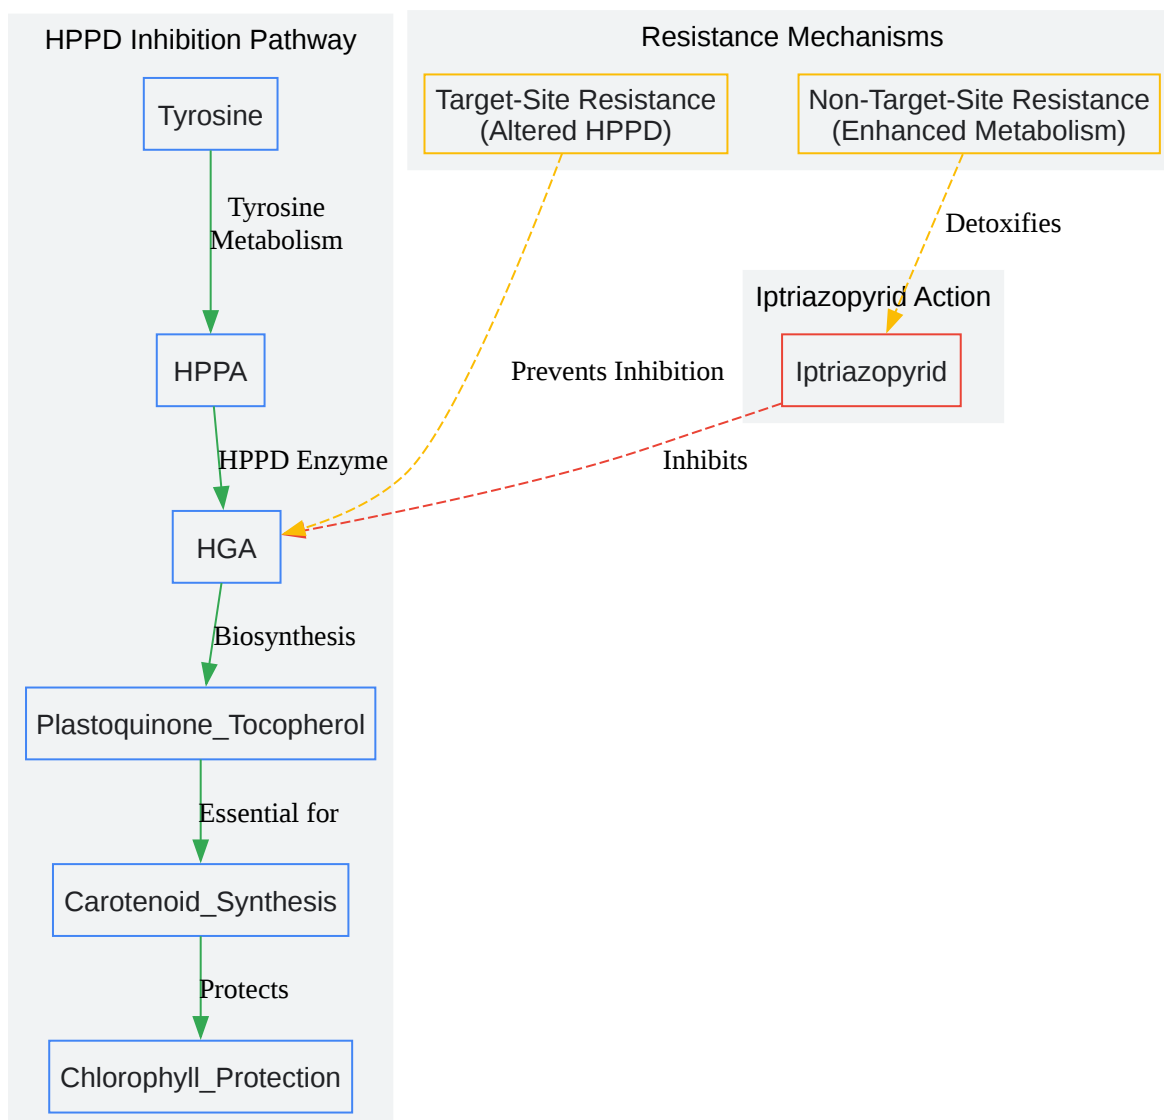 HPPD Inhibition Pathway
Tyrosine
Tyrosine
Metabolism
HPPA
HPPD Enzyme
HGA
Biosynthesis
Plastoquinone_Tocopherol
Essential for
Carotenoid_Synthesis
Protects
Chlorophyll_Protection
Resistance Mechanisms
Target-Site Resistance
(Altered HPPD)
Non-Target-Site Resistance
(Enhanced Metabolism)
Detoxifies
Iptriazopyrid Action
Iptriazopyrid
Prevents Inhibition
Inhibits